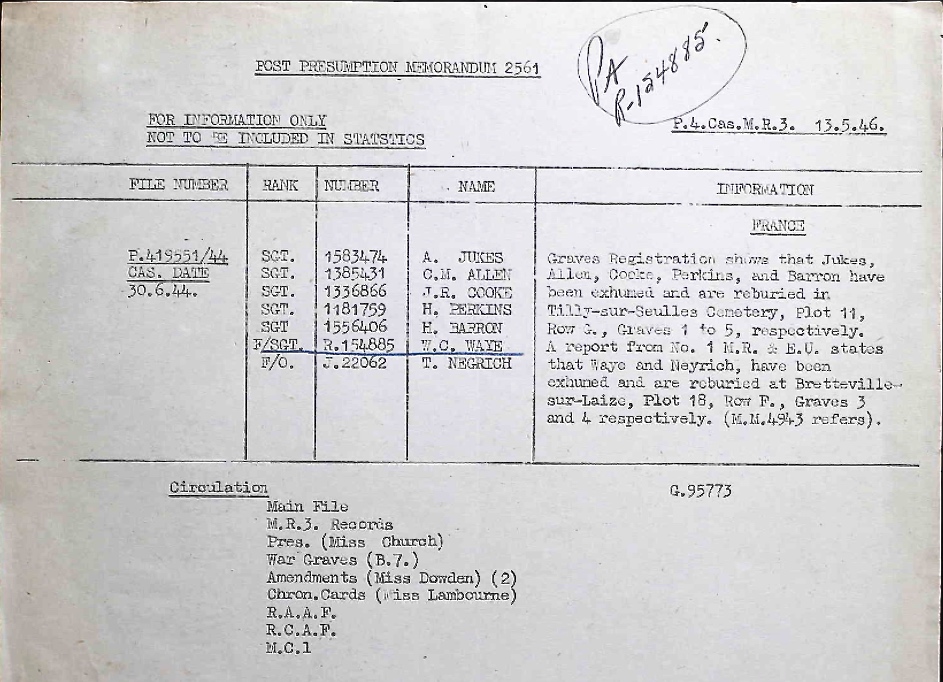 PA
R-154885.
POST PRESUMPTION MEMORANDUM 2561
FOR INFORMATION ONLY
NOT TO BE INCLUDED IN STATSTICS
P.4.Cas.M.R.3. 13.5.46.
FILE NUMBER RANK NUMBER NAME INFORMATION
FRANCE
P.419551/44 SGT. 1583474 A. JUKES Graves Registration shows that Jukes,
CAS. DATE SGT. 1385431 C.M. ALLEN Allen, Cooke, Perkins, and Barron have
30.6.44. SGT. 1336866 J.R. COOKE been exhumed and are reburied in
SGT. 1181759 H. PERKINS Tilly-sur-Seulles Cemetery, Plot 11,
SGT 1556406 H. BARRON Row G., Graves 1 to 5, respectively.
F/SGT. R.154885 W.C. WAYE A report from No. 1 M.R. & E.U. states
F/O. J.22062 T. NEGRICH that Waye and Neyrich, have been
exhumed and are reburied at Bretteville-
sur-Laize, Plot 18, Row F., Graves 3
and 4 respectively. (M.M.4943 refers).
Circulation G.95773
Main File
M.R.3. Records
Pres. (Miss Church)
War Graves (B.7.)
Amendments (Miss Dowden) (2)
Chron.Cards (Miss Lambourne)
R.A.A.F.
R.C.A.F.
M.C.1